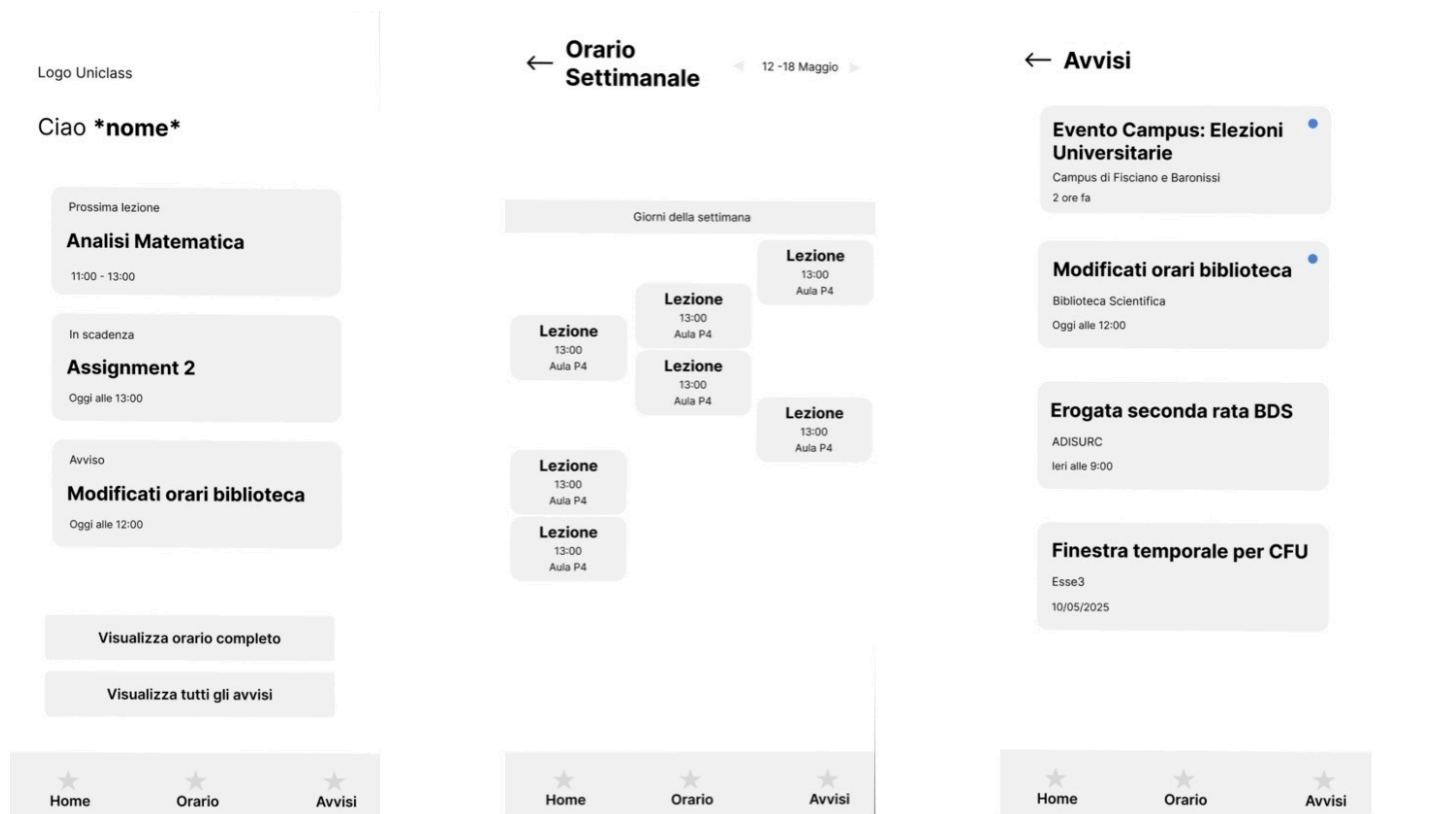 Logo Uniclass
Ciao *nome*
Prossima lezione
Analisi Matematica
11:00 - 13:00
In scadenza
Assignment 2
Oggi alle 13:00
Avviso
Modificati orari biblioteca
Oggi alle 12:00
Visualizza orario completo
Visualizza tutti gli avvisi
Home
Orario
Avvisi
Orario
Settimanale
12 -18 Maggio
Giorni della settimana
Lezione
13:00
Aula P4
Lezione
13:00
Aula P4
Lezione
13:00
Aula P4
Lezione
13:00
Aula P4
Lezione
13:00
Aula P4
Lezione
13:00
Aula P4
Lezione
13:00
Aula P4
Home
Orario
Avvisi
Avvisi
Evento Campus: Elezioni
Universitarie
Campus di Fisciano e Baronissi
2 ore fa
Modificati orari biblioteca
Biblioteca Scientifica
Oggi alle 12:00
Erogata seconda rata BDS
ADISURC
Ieri alle 9:00
Finestra temporale per CFU
Esse3
10/05/2025
Home
Orario
Avvisi